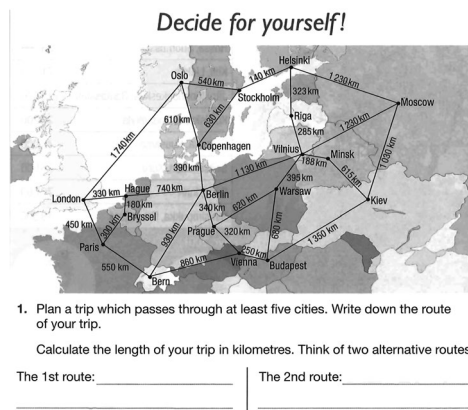 Decide for yourself!
Helsinki
Oslo
540 km
140 km
1 230 km
Stockholm
323 km
Moscow
610 km
630 km
Riga
1 740 km
285 km
1 230 km
Copenhagen
Vilnius
Minsk
1 030 km
390 km
1 130 km
188 km
615 km
Hague
740 km
395 km
330 km
Berlin
Warsaw
London
180 km
340 km
620 km
Kiev
Bryssel
450 km
300 km
Prague
320 km
680 km
Paris
930 km
1 350 km
550 km
860 km
250 km
Vienna
Budapest
Bern
1. Plan a trip which passes through at least five cities. Write down the route
of your trip.
Calculate the length of your trip in kilometres. Think of two alternative routes
The 1st route:
The 2nd route: